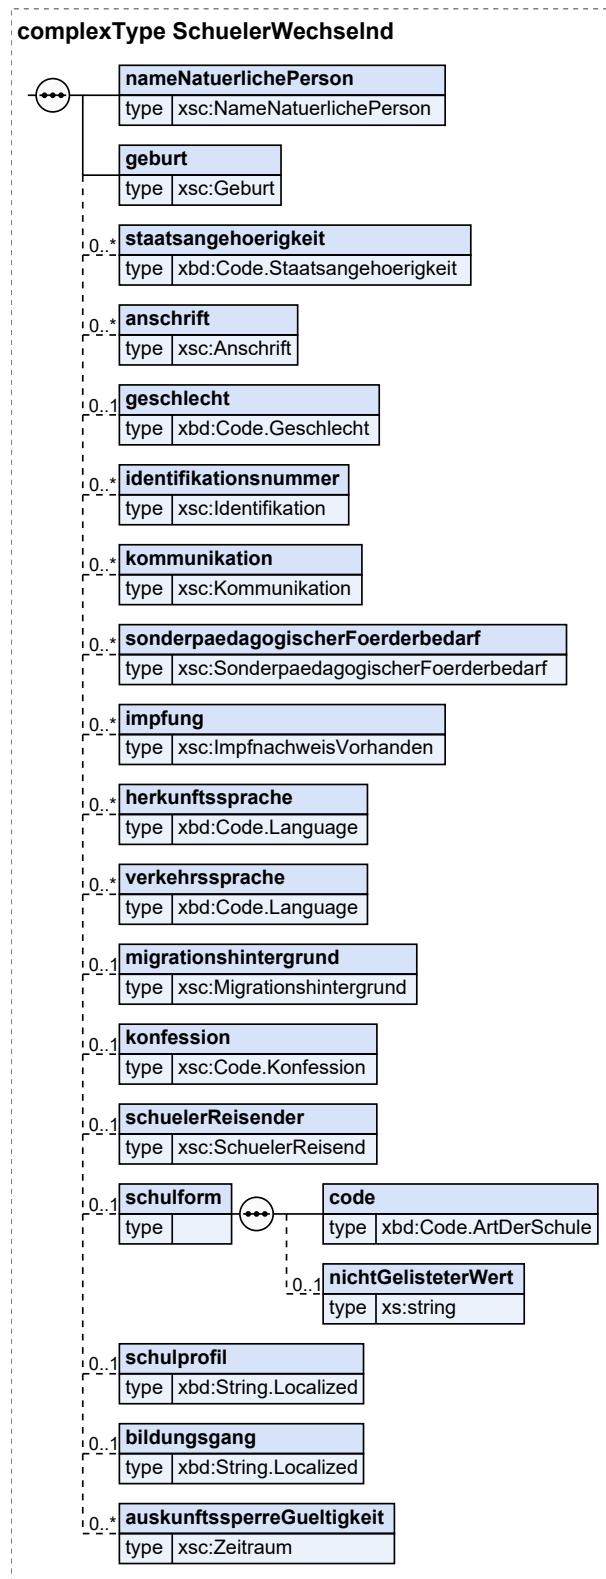 complexType SchuelerWechselnd
nameNatuerlichePerson
type xsc:NameNatuerlichePerson
geburt
type xsc:Geburt
0..* staatsangehoerigkeit
type xbd:Code.Staatsangehoerigkeit
0..* anschrift
type xsc:Anschrift
0..1 geschlecht
type xbd:Code.Geschlecht
0..* identifikationsnummer
type xsc:Identifikation
0..* kommunikation
type xsc:Kommunikation
0..* sonderpaedagogischerFoerderbedarf
type xsc:SonderpaedagogischerFoerderbedarf
0..* impfung
type xsc:ImpfnachweisVorhanden
0..* herkunftssprache
type xbd:Code.Language
0..* verkehrssprache
type xbd:Code.Language
0..1 migrationshintergrund
type xsc:Migrationshintergrund
0..1 konfession
type xsc:Code.Konfession
0..1 schuelerReisender
type xsc:SchuelerReisend
0..1 schulform code
type type xbd:Code.ArtDerSchule
0..1 nichtGelisteterWert
type xs:string
0..1 schulprofil
type xbd:String.Localized
0..1 bildungsgang
type xbd:String.Localized
0..* auskunftssperreGueltigkeit
type xsc:Zeitraum